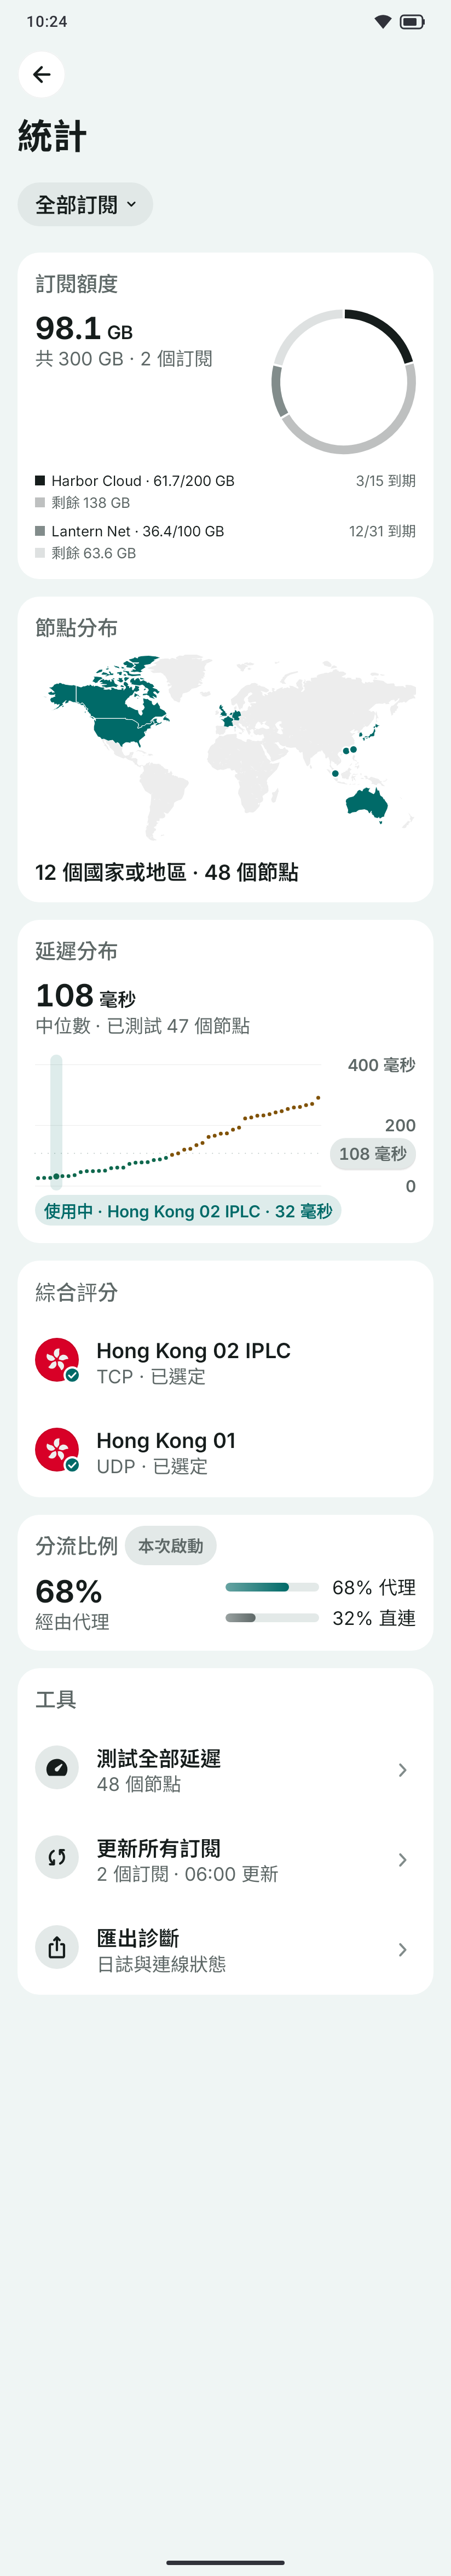 10:24
統計
全部訂閱
訂閱額度
98.1 GB
共 300 GB · 2 個訂閱
Harbor Cloud · 61.7/200 GB
3/15 到期
剩餘 138 GB
Lantern Net · 36.4/100 GB
12/31 到期
剩餘 63.6 GB
節點分布
12 個國家或地區 · 48 個節點
延遲分布
108 毫秒
中位數 · 已測試 47 個節點
400 毫秒
200
108 毫秒
0
使用中 · Hong Kong 02 IPLC · 32 毫秒
綜合評分
Hong Kong 02 IPLC
TCP · 已選定
Hong Kong 01
UDP · 已選定
分流比例
本次啟動
68%
經由代理
68% 代理
32% 直連
工具
測試全部延遲
48 個節點
更新所有訂閱
2 個訂閱 · 06:00 更新
匯出診斷
日誌與連線狀態